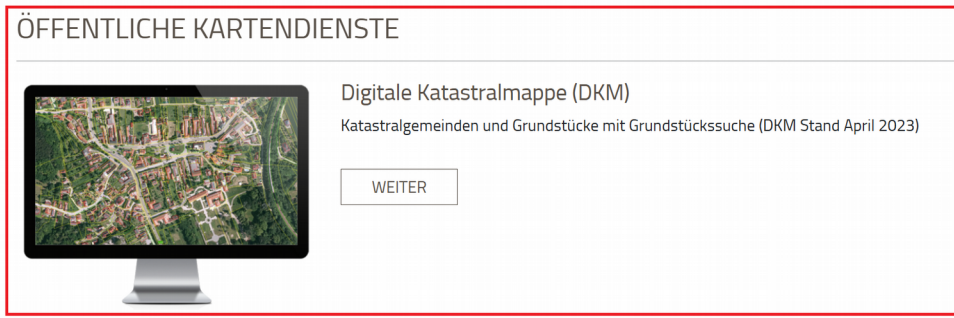 ÖFFENTLICHE KARTENDIENSTE
Digitale Katastralmappe (DKM)
Katastralgemeinden und Grundstücke mit Grundstückssuche (DKM Stand April 2023)
WEITER